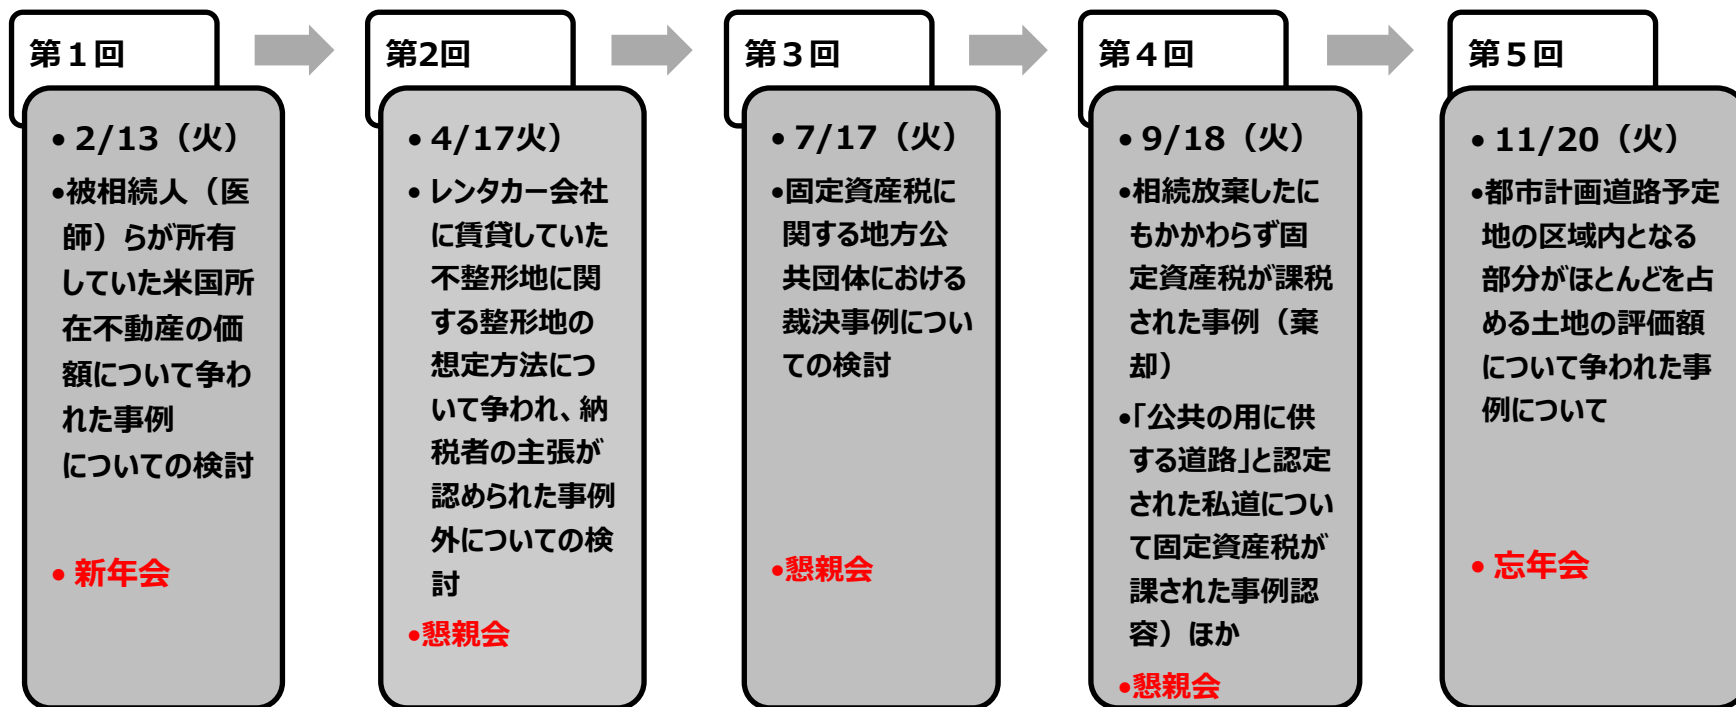 第１回
• 2/13（火）
•被相続人（医
師）らが所有
していた米国所
在不動産の価
額について争わ
れた事例
についての検討
• 新年会
第2回
• 4/17火）
• レンタカー会社
に賃貸していた
不整形地に関
する整形地の
想定方法につ
いて争われ、納
税者の主張が
認められた事例
外についての検
討
•懇親会
第３回
• 7/17（火）
•固定資産税に
関する地方公
共団体における
裁決事例につい
ての検討
•懇親会
第４回
• 9/18（火）
•相続放棄したに
もかかわらず固
定資産税が課税
された事例（棄
却）
•「公共の用に供
する道路」と認定
された私道につい
て固定資産税が
課された事例認
容）ほか
•懇親会
第５回
• 11/20（火）
•都市計画道路予定
地の区域内となる
部分がほとんどを占
める土地の評価額
について争われた事
例について
• 忘年会